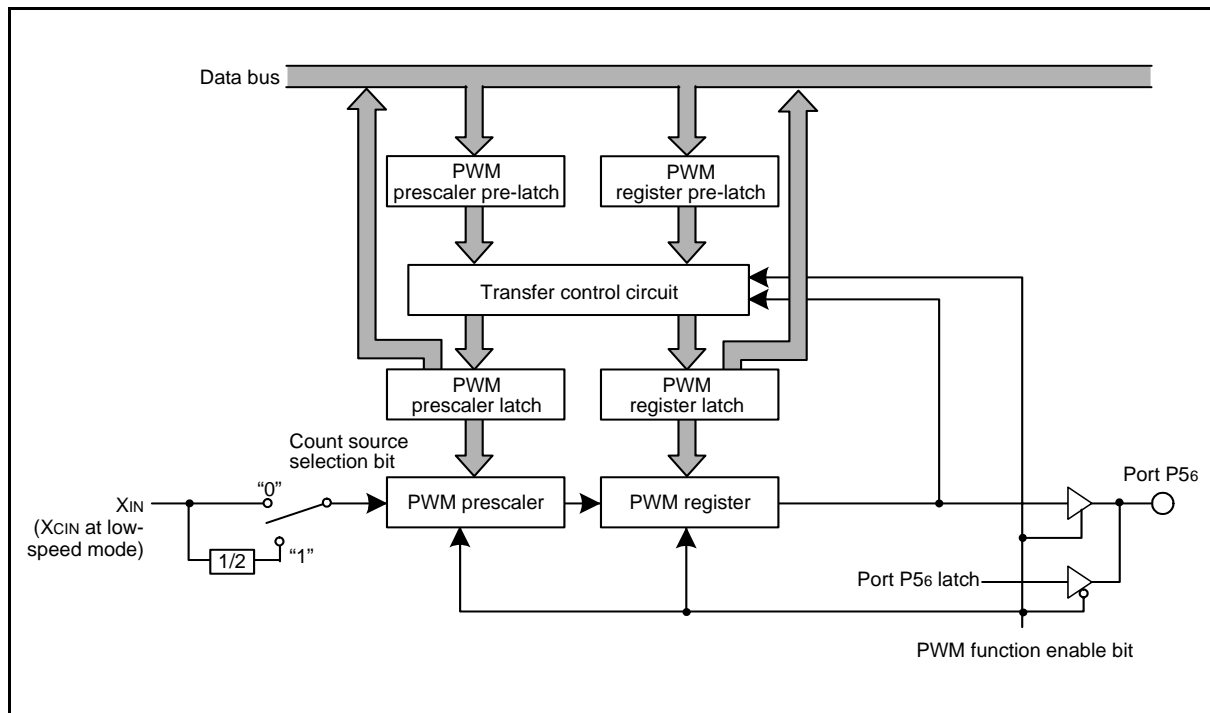 Data bus
PWM
prescaler pre-latch
PWM
register pre-latch
Transfer control circuit
PWM
prescaler latch
PWM
register latch
Count source
selection bit
XIN
(XCIN at low-
speed mode)
“0”
“1”
1/2
PWM prescaler
PWM register
Port P56
Port P56 latch
PWM function enable bit